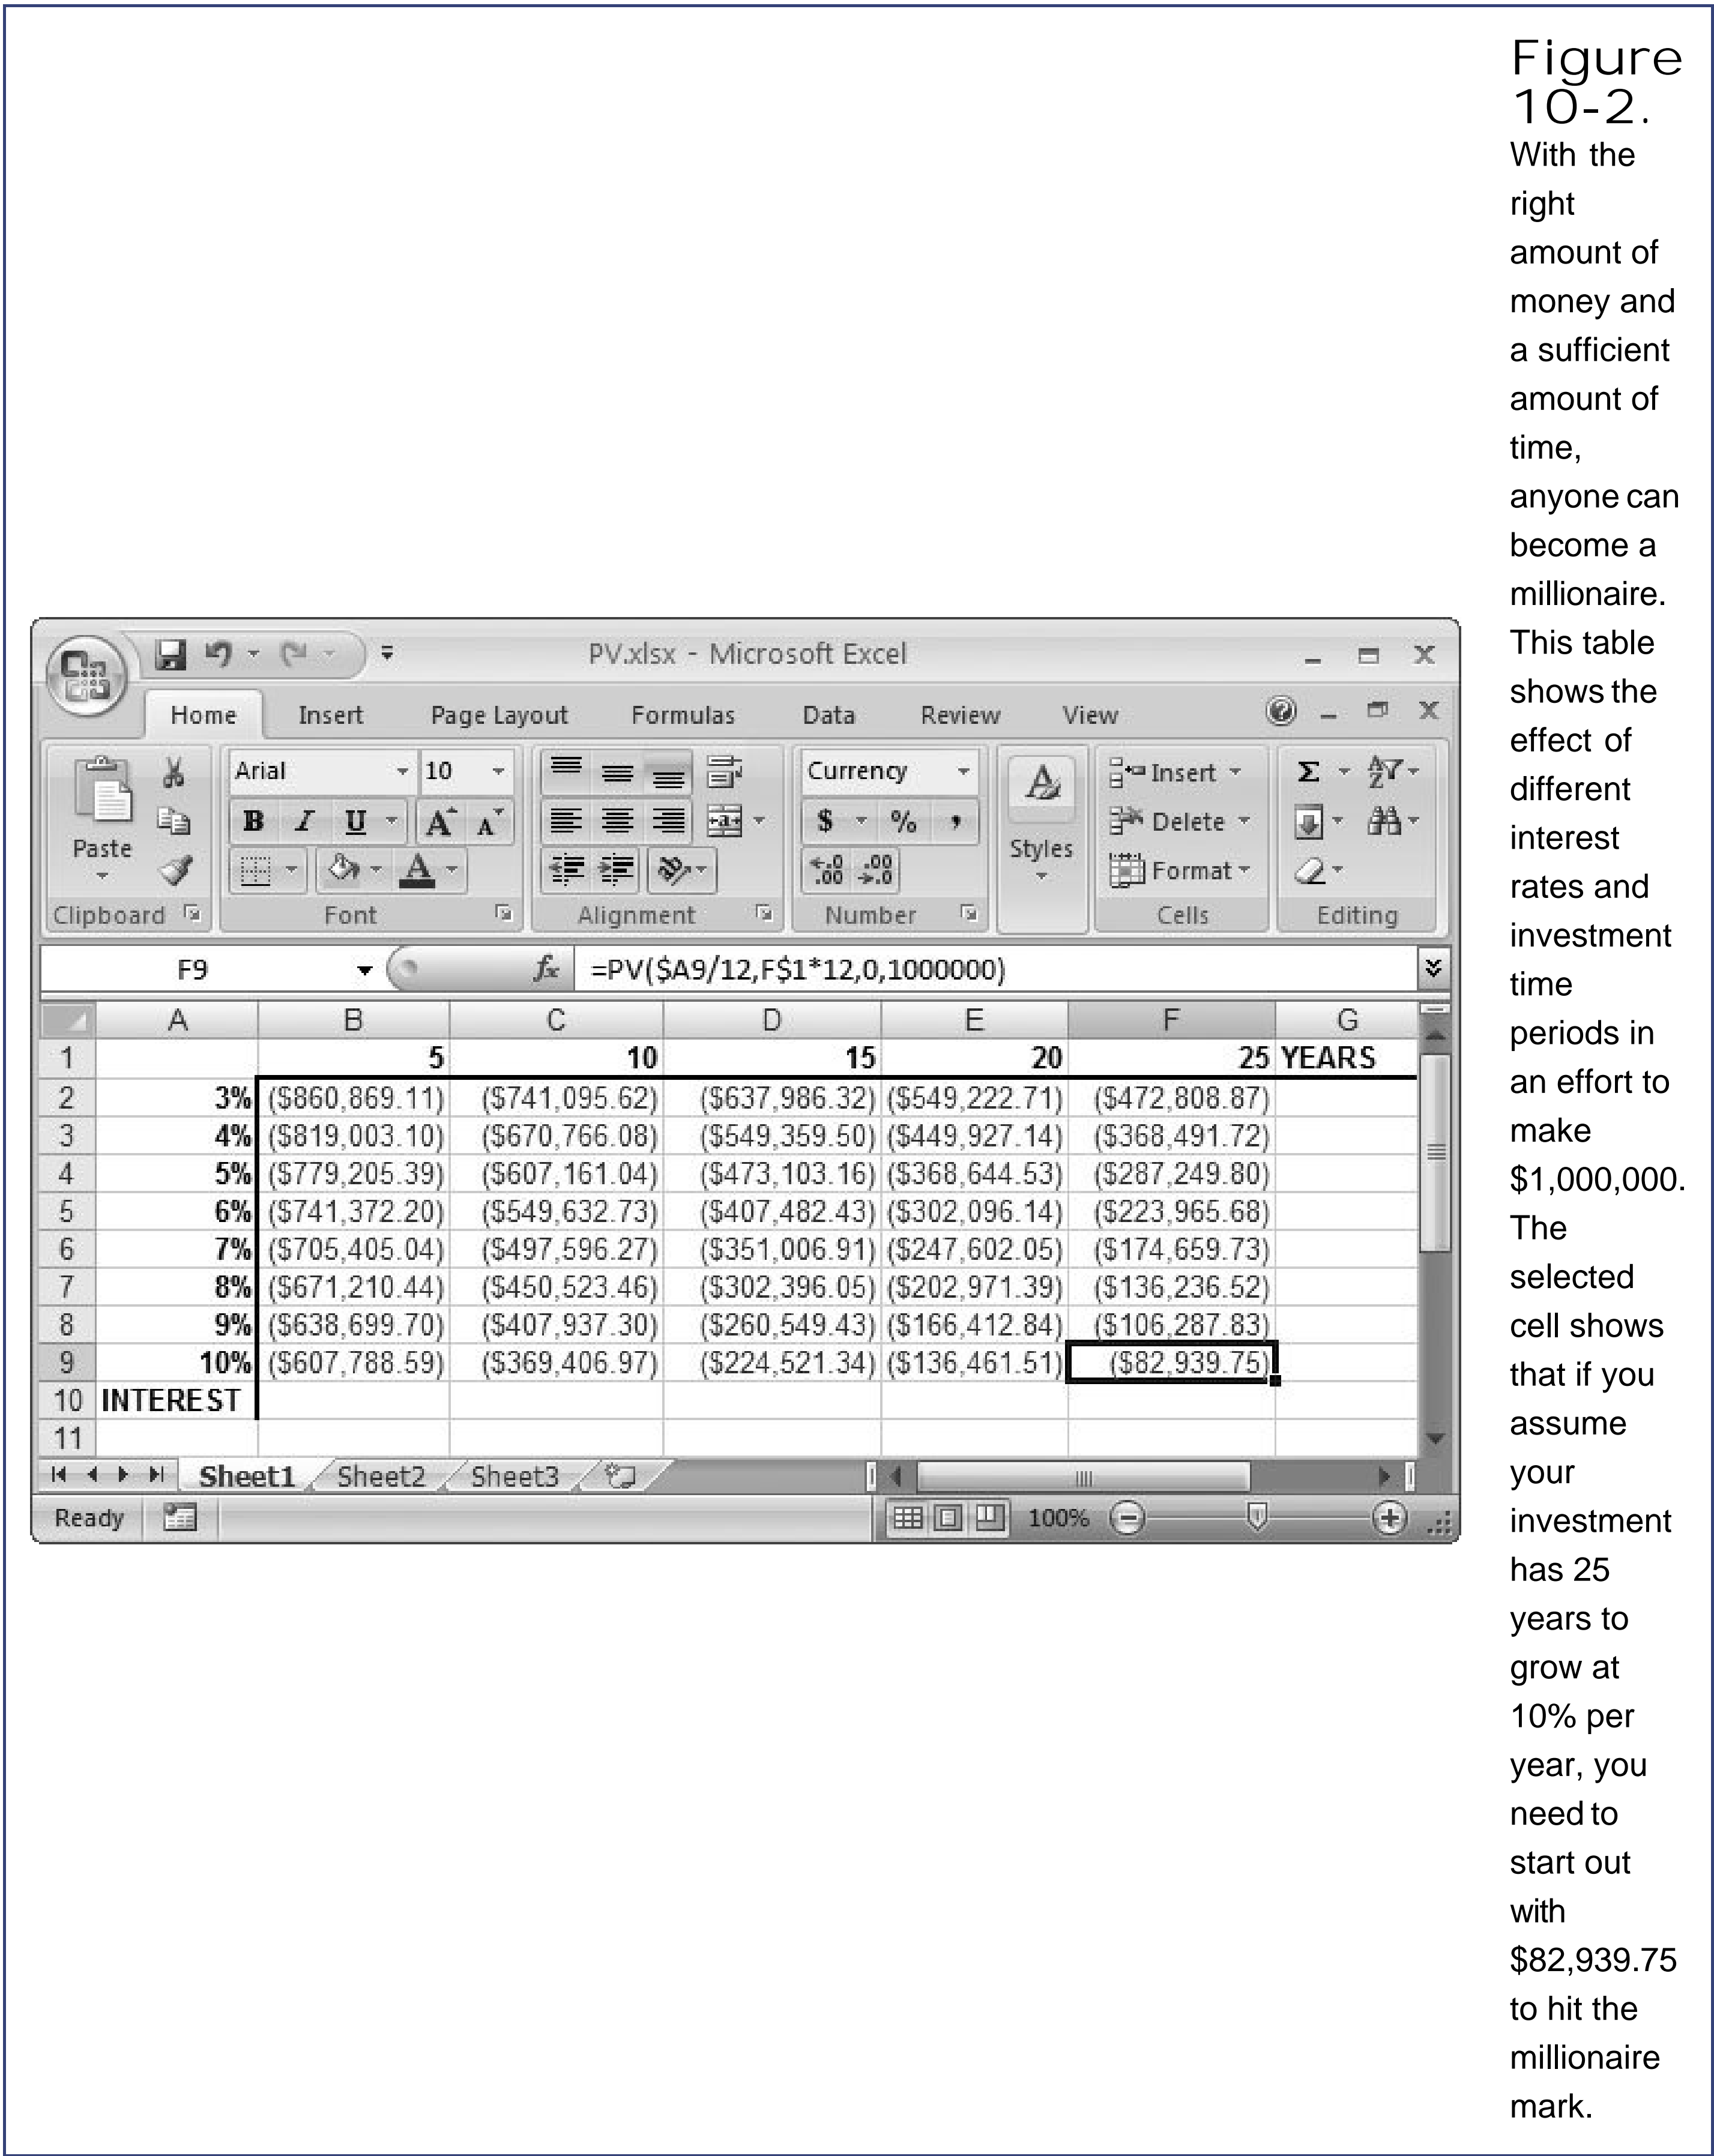 Figure
10-2.
With the
right
amount of
money and
a sufficient
amount of
time,
anyone can
become a
millionaire.
This table
shows the
effect of
different
interest
rates and
investment
time
periods in
an effort to
make
$1,000,000.
The
selected
cell shows
that if you
assume
your
investment
has 25
years to
grow at
10% per
year, you
need to
start out
with
$82,939.75
to hit the
millionaire
mark.
PV.xlsx - Microsoft Excel
Home Insert Page Layout Formulas Data Review View
Arial 10 Currency Insert
B I U A A $ % , Delete
Paste Styles
A .0 .00 .00 .0 Format
Clipboard Font Alignment Number Cells Editing
F9 fx =PV($A9/12,F$1*12,0,1000000)
A B C D E F G
1 5 10 15 20 25 YEARS
2 3% ($860,869.11) ($741,095.62) ($637,986.32) ($549,222.71) ($472,808.87)
3 4% ($819,003.10) ($670,766.08) ($549,359.50) ($449,927.14) ($368,491.72)
4 5% ($779,205.39) ($607,161.04) ($473,103.16) ($368,644.53) ($287,249.80)
5 6% ($741,372.20) ($549,632.73) ($407,482.43) ($302,096.14) ($223,965.68)
6 7% ($705,405.04) ($497,596.27) ($351,006.91) ($247,602.05) ($174,659.73)
7 8% ($671,210.44) ($450,523.46) ($302,396.05) ($202,971.39) ($136,236.52)
8 9% ($638,699.70) ($407,937.30) ($260,549.43) ($166,412.84) ($106,287.83)
9 10% ($607,788.59) ($369,406.97) ($224,521.34) ($136,461.51) ($82,939.75)
10 INTEREST
11
Sheet1 Sheet2 Sheet3
Ready 100%